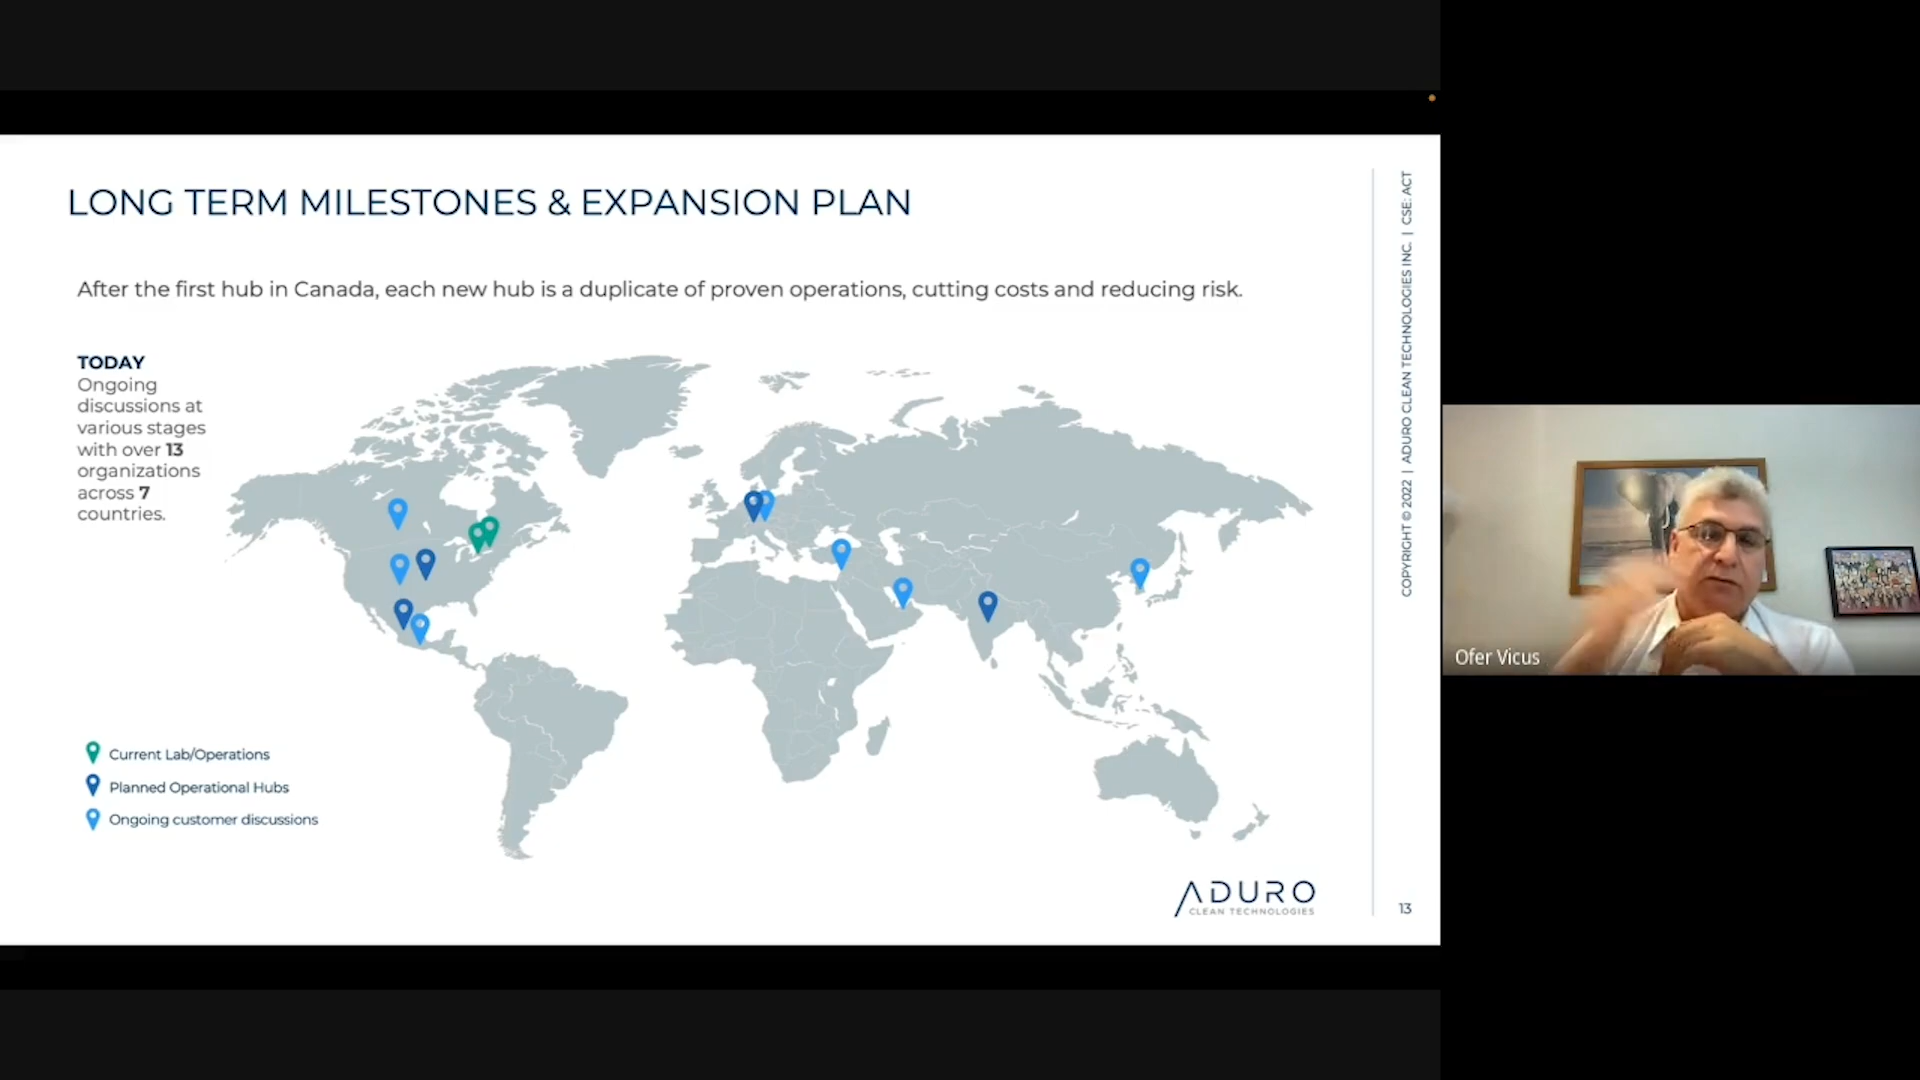 LONG TERM MILESTONES & EXPANSION PLAN
After the first hub in Canada, each new hub is a duplicate of proven operations, cutting costs and reducing risk.
TODAY
Ongoing
discussions at
various stages
with over 13
organizations
across 7
countries.
Current Lab/Operations
Planned Operational Hubs
Ongoing customer discussions
ADURO
CLEAN TECHNOLOGIES
COPYRIGHT © 2022 | ADURO CLEAN TECHNOLOGIES INC. | CSE: ACT
13
Ofer Vicus